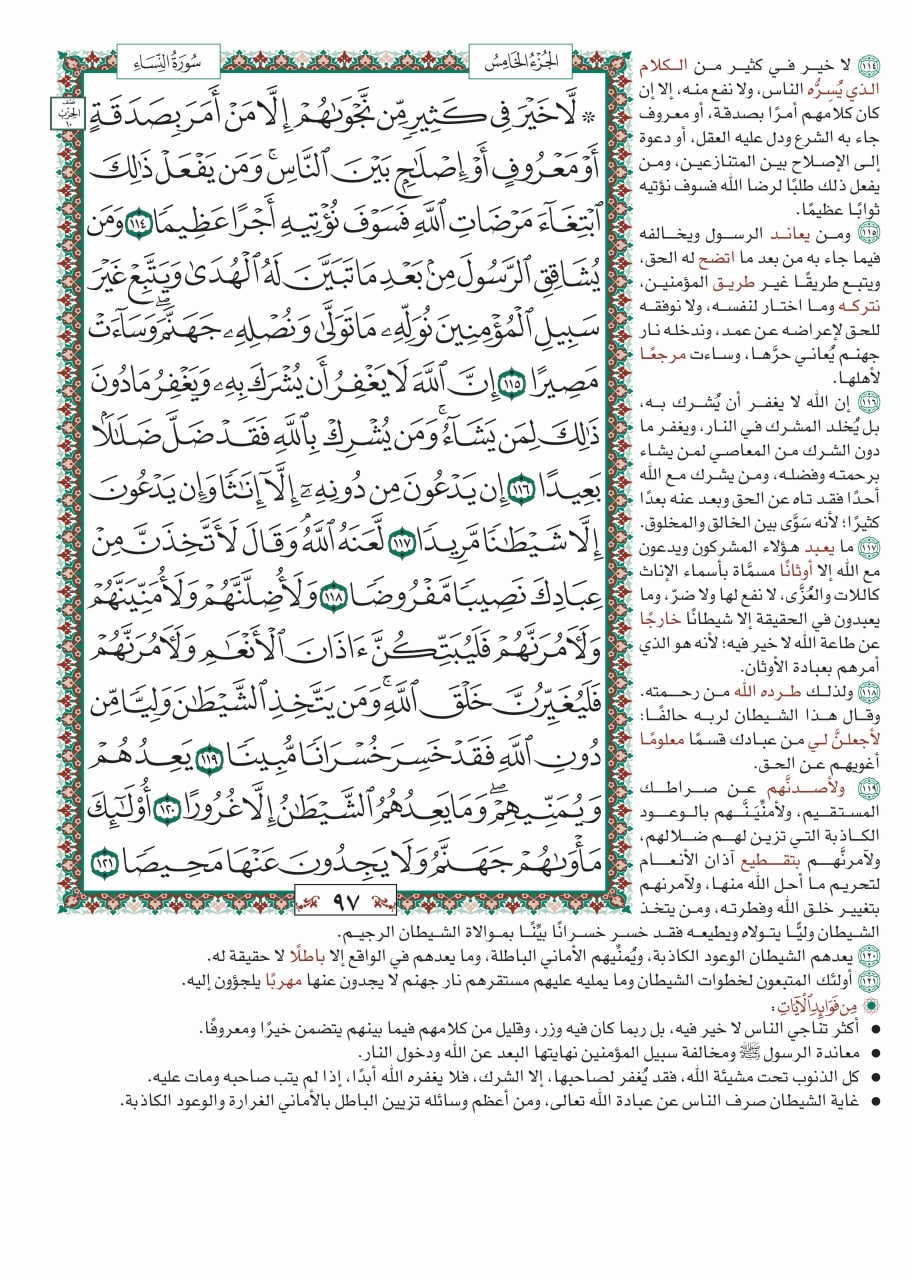 الجُزْءُ الخَامِسُ
سُورَةُ النِّسَاءِ
نصف
الحزب
١٠
۞ لَّا خَيْرَ فِي كَثِيرٍ مِّن نَّجْوَىٰهُمْ إِلَّا مَنْ أَمَرَ بِصَدَقَةٍ
أَوْ مَعْرُوفٍ أَوْ إِصْلَٰحٍۭ بَيْنَ ٱلنَّاسِۚ وَمَن يَفْعَلْ ذَٰلِكَ
ٱبْتِغَآءَ مَرْضَاتِ ٱللَّهِ فَسَوْفَ نُؤْتِيهِ أَجْرًا عَظِيمًا ١١٤ وَمَن
يُشَاقِقِ ٱلرَّسُولَ مِنۢ بَعْدِ مَا تَبَيَّنَ لَهُ ٱلْهُدَىٰ وَيَتَّبِعْ غَيْرَ
سَبِيلِ ٱلْمُؤْمِنِينَ نُوَلِّهِۦ مَا تَوَلَّىٰ وَنُصْلِهِۦ جَهَنَّمَۖ وَسَآءَتْ
مَصِيرًا ١١٥ إِنَّ ٱللَّهَ لَا يَغْفِرُ أَن يُشْرَكَ بِهِۦ وَيَغْفِرُ مَا دُونَ
ذَٰلِكَ لِمَن يَشَآءُۚ وَمَن يُشْرِكْ بِٱللَّهِ فَقَدْ ضَلَّ ضَلَٰلًۢا
بَعِيدًا ١١٦ إِن يَدْعُونَ مِن دُونِهِۦٓ إِلَّآ إِنَٰثًا وَإِن يَدْعُونَ
إِلَّا شَيْطَٰنًا مَّرِيدًا ١١٧ لَّعَنَهُ ٱللَّهُۘ وَقَالَ لَأَتَّخِذَنَّ مِنْ
عِبَادِكَ نَصِيبًا مَّفْرُوضًا ١١٨ وَلَأُضِلَّنَّهُمْ وَلَأُمَنِّيَنَّهُمْ
وَلَءَامُرَنَّهُمْ فَلَيُبَتِّكُنَّ ءَاذَانَ ٱلْأَنْعَٰمِ وَلَءَامُرَنَّهُمْ
فَلَيُغَيِّرُنَّ خَلْقَ ٱللَّهِۚ وَمَن يَتَّخِذِ ٱلشَّيْطَٰنَ وَلِيًّا مِّن
دُونِ ٱللَّهِ فَقَدْ خَسِرَ خُسْرَانًا مُّبِينًا ١١٩ يَعِدُهُمْ
وَيُمَنِّيهِمْۖ وَمَا يَعِدُهُمُ ٱلشَّيْطَٰنُ إِلَّا غُرُورًا ١٢٠ أُو۟لَٰٓئِكَ
مَأْوَىٰهُمْ جَهَنَّمُ وَلَا يَجِدُونَ عَنْهَا مَحِيصًا ١٢١
٩٧
١١٤ لا خير في كثير من الكلام
الذي يُسِرُّه الناس، ولا نفع منه، إلا إن
كان كلامهم أمرًا بصدقة، أو معروف
جاء به الشرع ودل عليه العقل، أو دعوة
إلى الإصلاح بين المتنازعين، ومن
يفعل ذلك طلبًا لرضا الله فسوف نؤتيه
ثوابًا عظيمًا.
١١٥ ومن يعاند الرسول ويخالفه
فيما جاء به من بعد ما اتضح له الحق،
ويتبع طريقًا غير طريق المؤمنين،
نتركه وما اختار لنفسه، ولا نوفقه
للحق لإعراضه عن عمد، وندخله نار
جهنم يُعاني حرَّها، وساءت مرجعًا
لأهلها.
١١٦ إن الله لا يغفر أن يُشرك به،
بل يُخلد المشرك في النار، ويغفر ما
دون الشرك من المعاصي لمن يشاء
برحمته وفضله، ومن يشرك مع الله
أحدًا فقد تاه عن الحق وبعد عنه بعدًا
كثيرًا؛ لأنه سَوَّى بين الخالق والمخلوق.
١١٧ ما يعبد هؤلاء المشركون ويدعون
مع الله إلا أوثانًا مسمَّاة بأسماء الإناث
كاللات والعُزَّى، لا نفع لها ولا ضرّ، وما
يعبدون في الحقيقة إلا شيطانًا خارجًا
عن طاعة الله لا خير فيه؛ لأنه هو الذي
أمرهم بعبادة الأوثان.
١١٨ ولذلك طرده الله من رحمته.
وقال هذا الشيطان لربه حالفًا:
لأجعلنَّ لي من عبادك قسمًا معلومًا
أغويهم عن الحق.
١١٩ ولأصدنَّهم عن صراطك
المستقيم، ولأمنِّيَنَّهم بالوعود
الكاذبة التي تزين لهم ضلالهم،
ولآمرنَّهم بتقطيع آذان الأنعام
لتحريم ما أحل الله منها، ولآمرنهم
بتغيير خلق الله وفطرته، ومن يتخذ
الشيطان وليًّا يتولاه ويطيعه فقد خسر خسرانًا بيِّنًا بموالاة الشيطان الرجيم.
١٢٠ يعدهم الشيطان الوعود الكاذبة، ويُمنِّيهم الأماني الباطلة، وما يعدهم في الواقع إلا باطلًا لا حقيقة له.
١٢١ أولئك المتبعون لخطوات الشيطان وما يمليه عليهم مستقرهم نار جهنم لا يجدون عنها مهربًا يلجؤون إليه.
مِن فَوَائِدِ الآيَاتِ:
• أكثر تناجي الناس لا خير فيه، بل ربما كان فيه وزر، وقليل من كلامهم فيما بينهم يتضمن خيرًا ومعروفًا.
• معاندة الرسول ﷺ ومخالفة سبيل المؤمنين نهايتها البعد عن الله ودخول النار.
• كل الذنوب تحت مشيئة الله، فقد يُغفر لصاحبها، إلا الشرك، فلا يغفره الله أبدًا، إذا لم يتب صاحبه ومات عليه.
• غاية الشيطان صرف الناس عن عبادة الله تعالى، ومن أعظم وسائله تزيين الباطل بالأماني الغرارة والوعود الكاذبة.